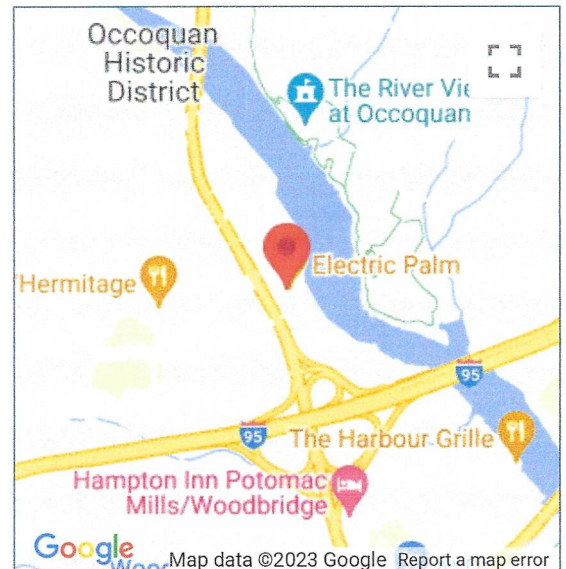 Occoquan
Historic
District
The River Vie
at Occoquan
Electric Palm
Hermitage
95
95
The Harbour Grille
Hampton Inn Potomac
Mills/Woodbridge
Google
Map data ©2023 Google
Report a map error